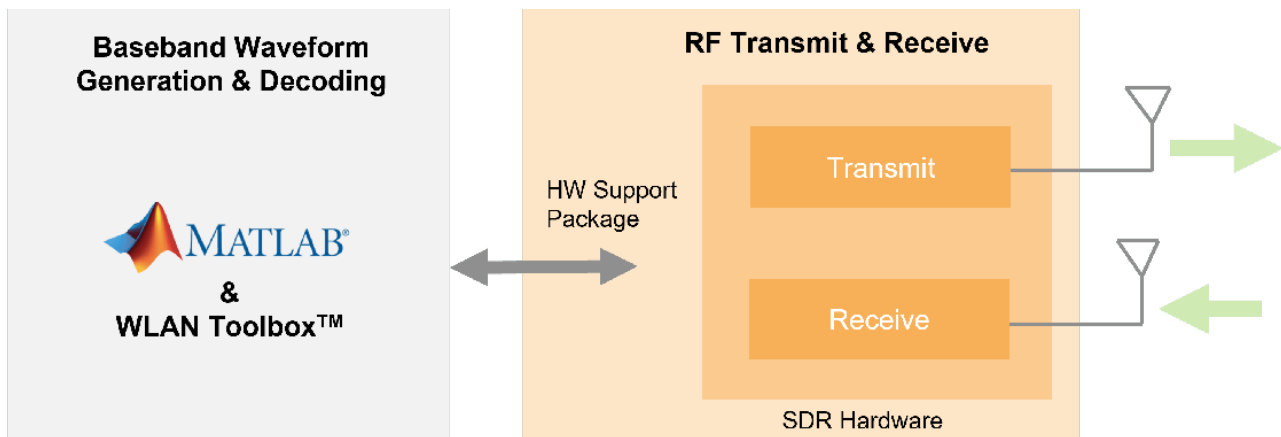 Baseband Waveform
Generation & Decoding
MATLAB®
&
WLAN Toolbox™
HW Support
Package
RF Transmit & Receive
Transmit
Receive
SDR Hardware